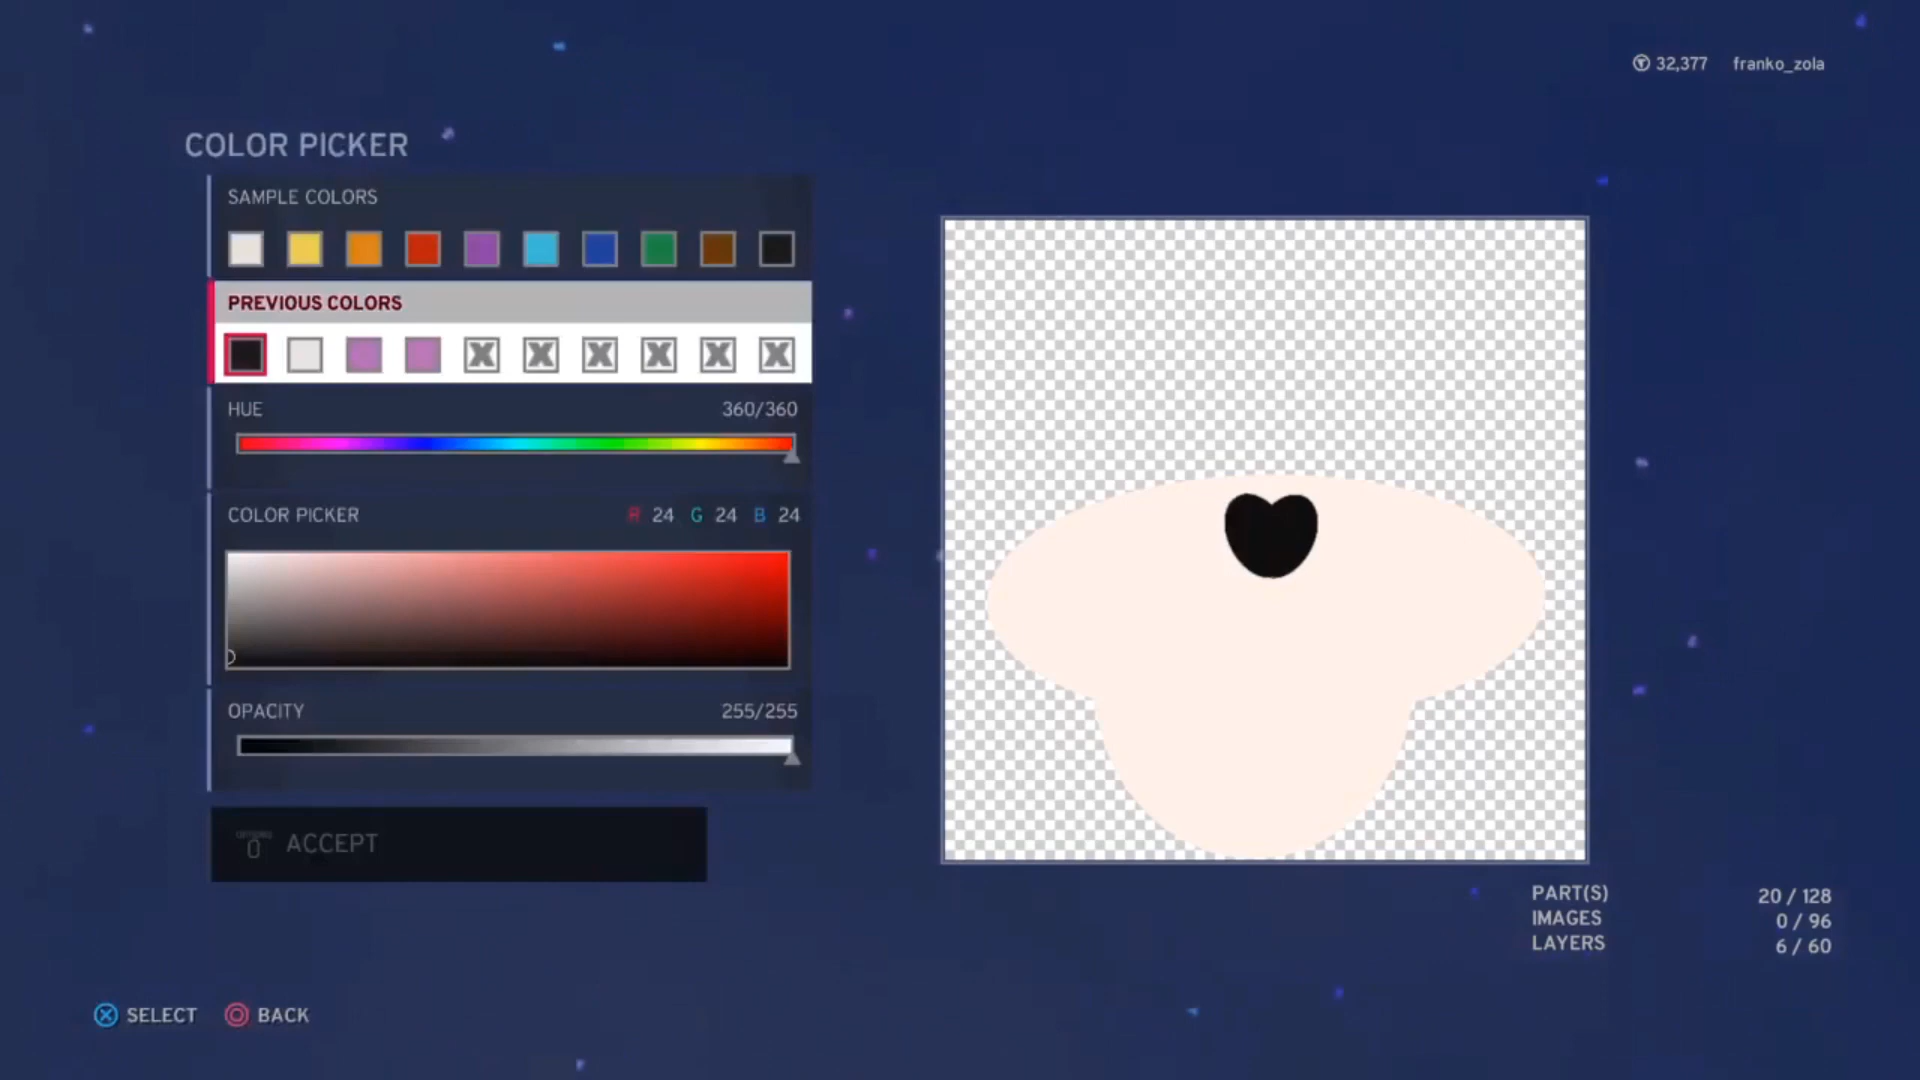 32,377 franko_zola
COLOR PICKER
SAMPLE COLORS
PREVIOUS COLORS
X X X X X X
HUE 360/360
COLOR PICKER R 24 G 24 B 24
OPACITY 255/255
OPTIONS ACCEPT
PART(S) 20 / 128
IMAGES 0 / 96
LAYERS 6 / 60
SELECT BACK